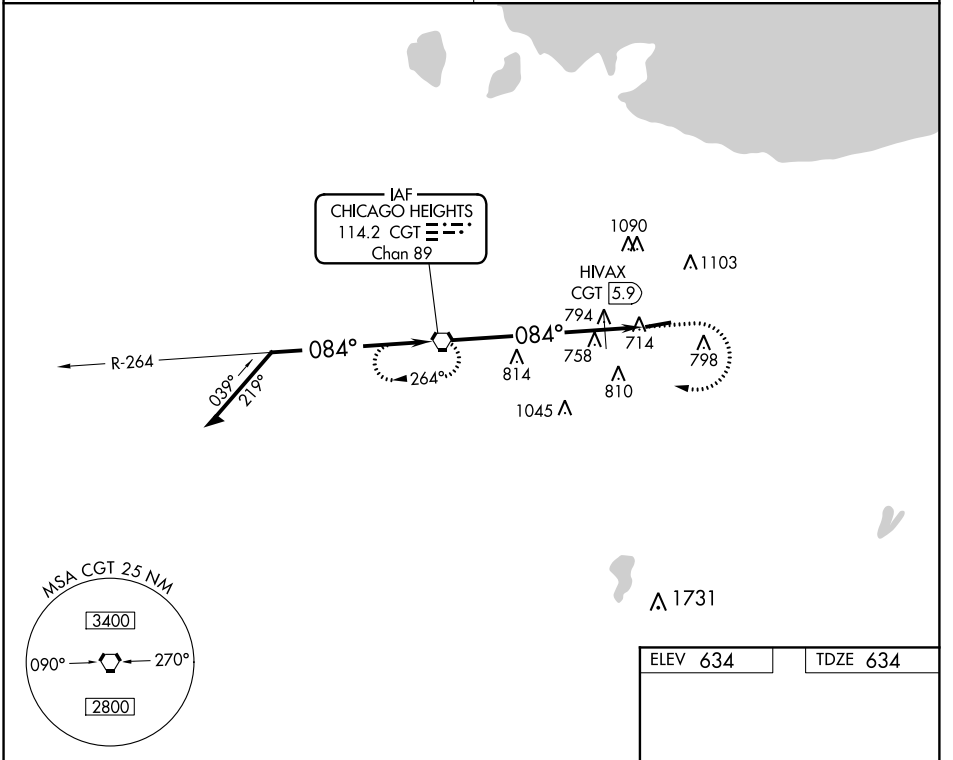 IAF
CHICAGO HEIGHTS
114.2 CGT
Chan 89
1090
1103
HIVAX
CGT 5.9
794
R-264
084°
084°
758
714
798
264°
814
810
039°
219°
1045
MSA CGT 25 NM
3400
090°
270°
2800
1731
ELEV 634
TDZE 634